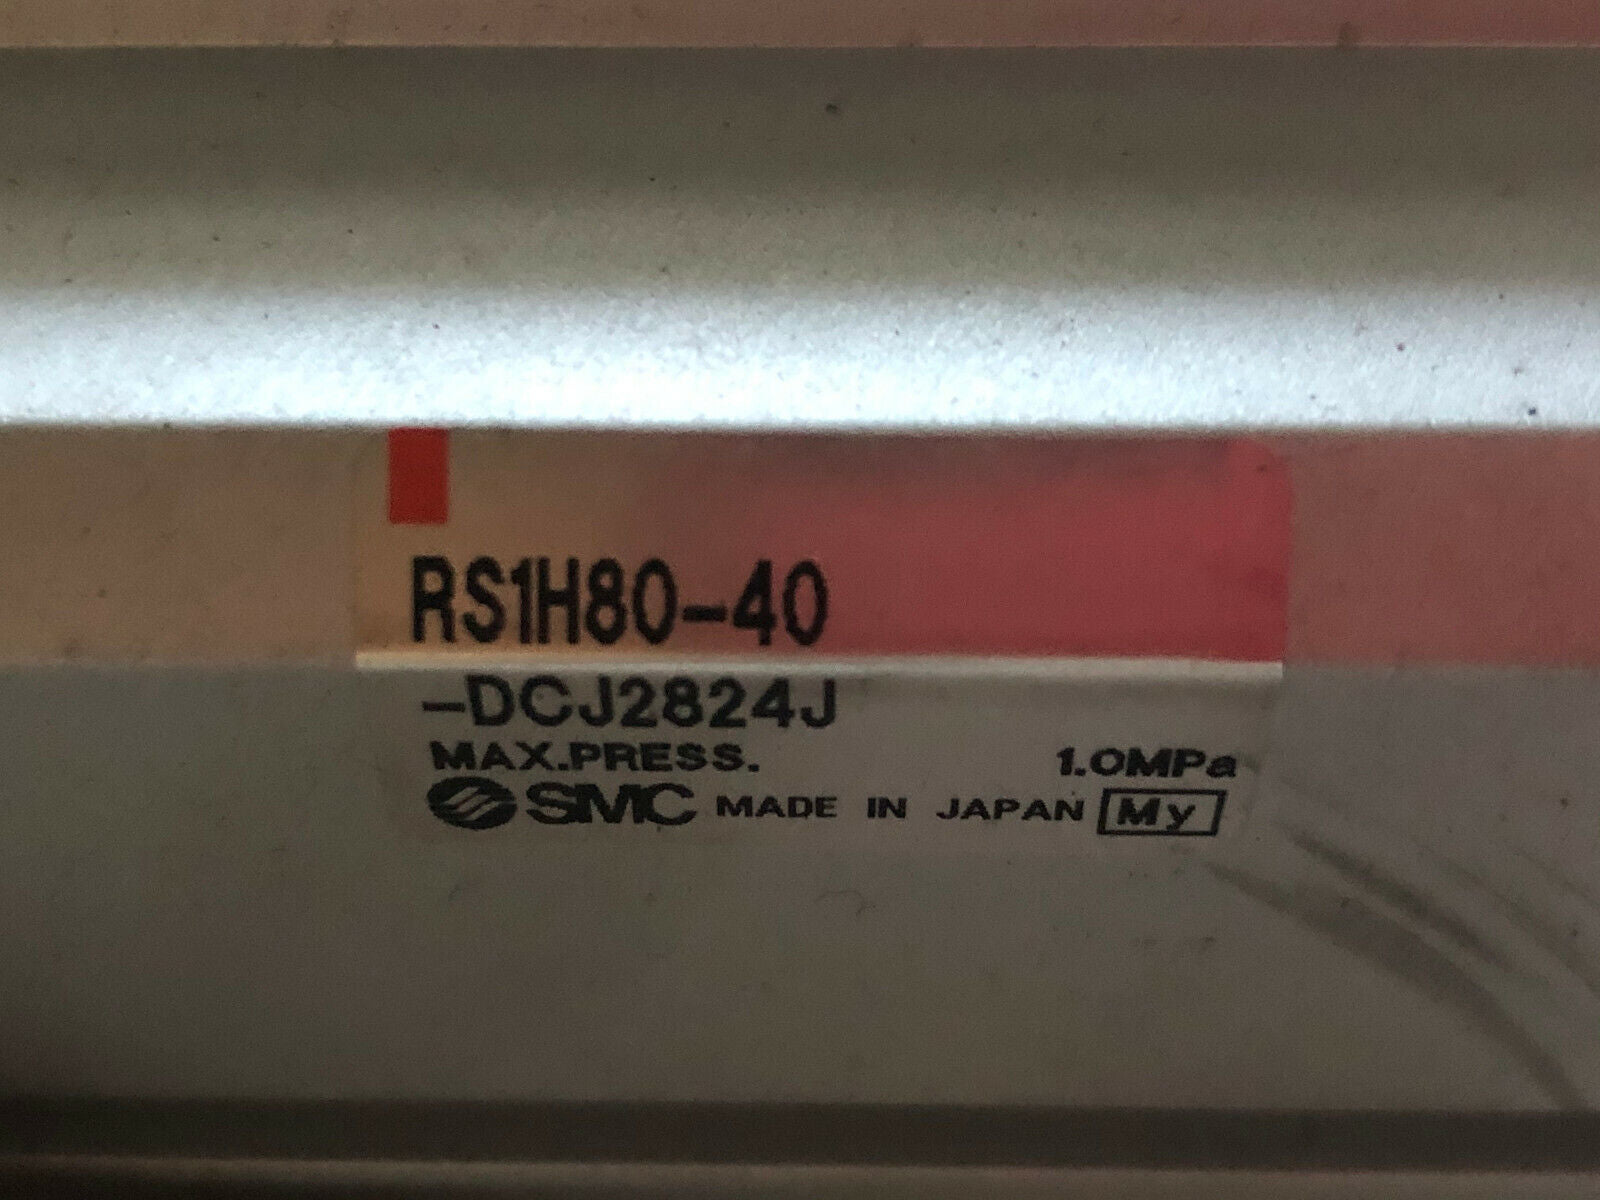 RS1H80-40
-DCJ2824J
MAX.PRESS. 1.0MPa
SMC MADE IN JAPAN My